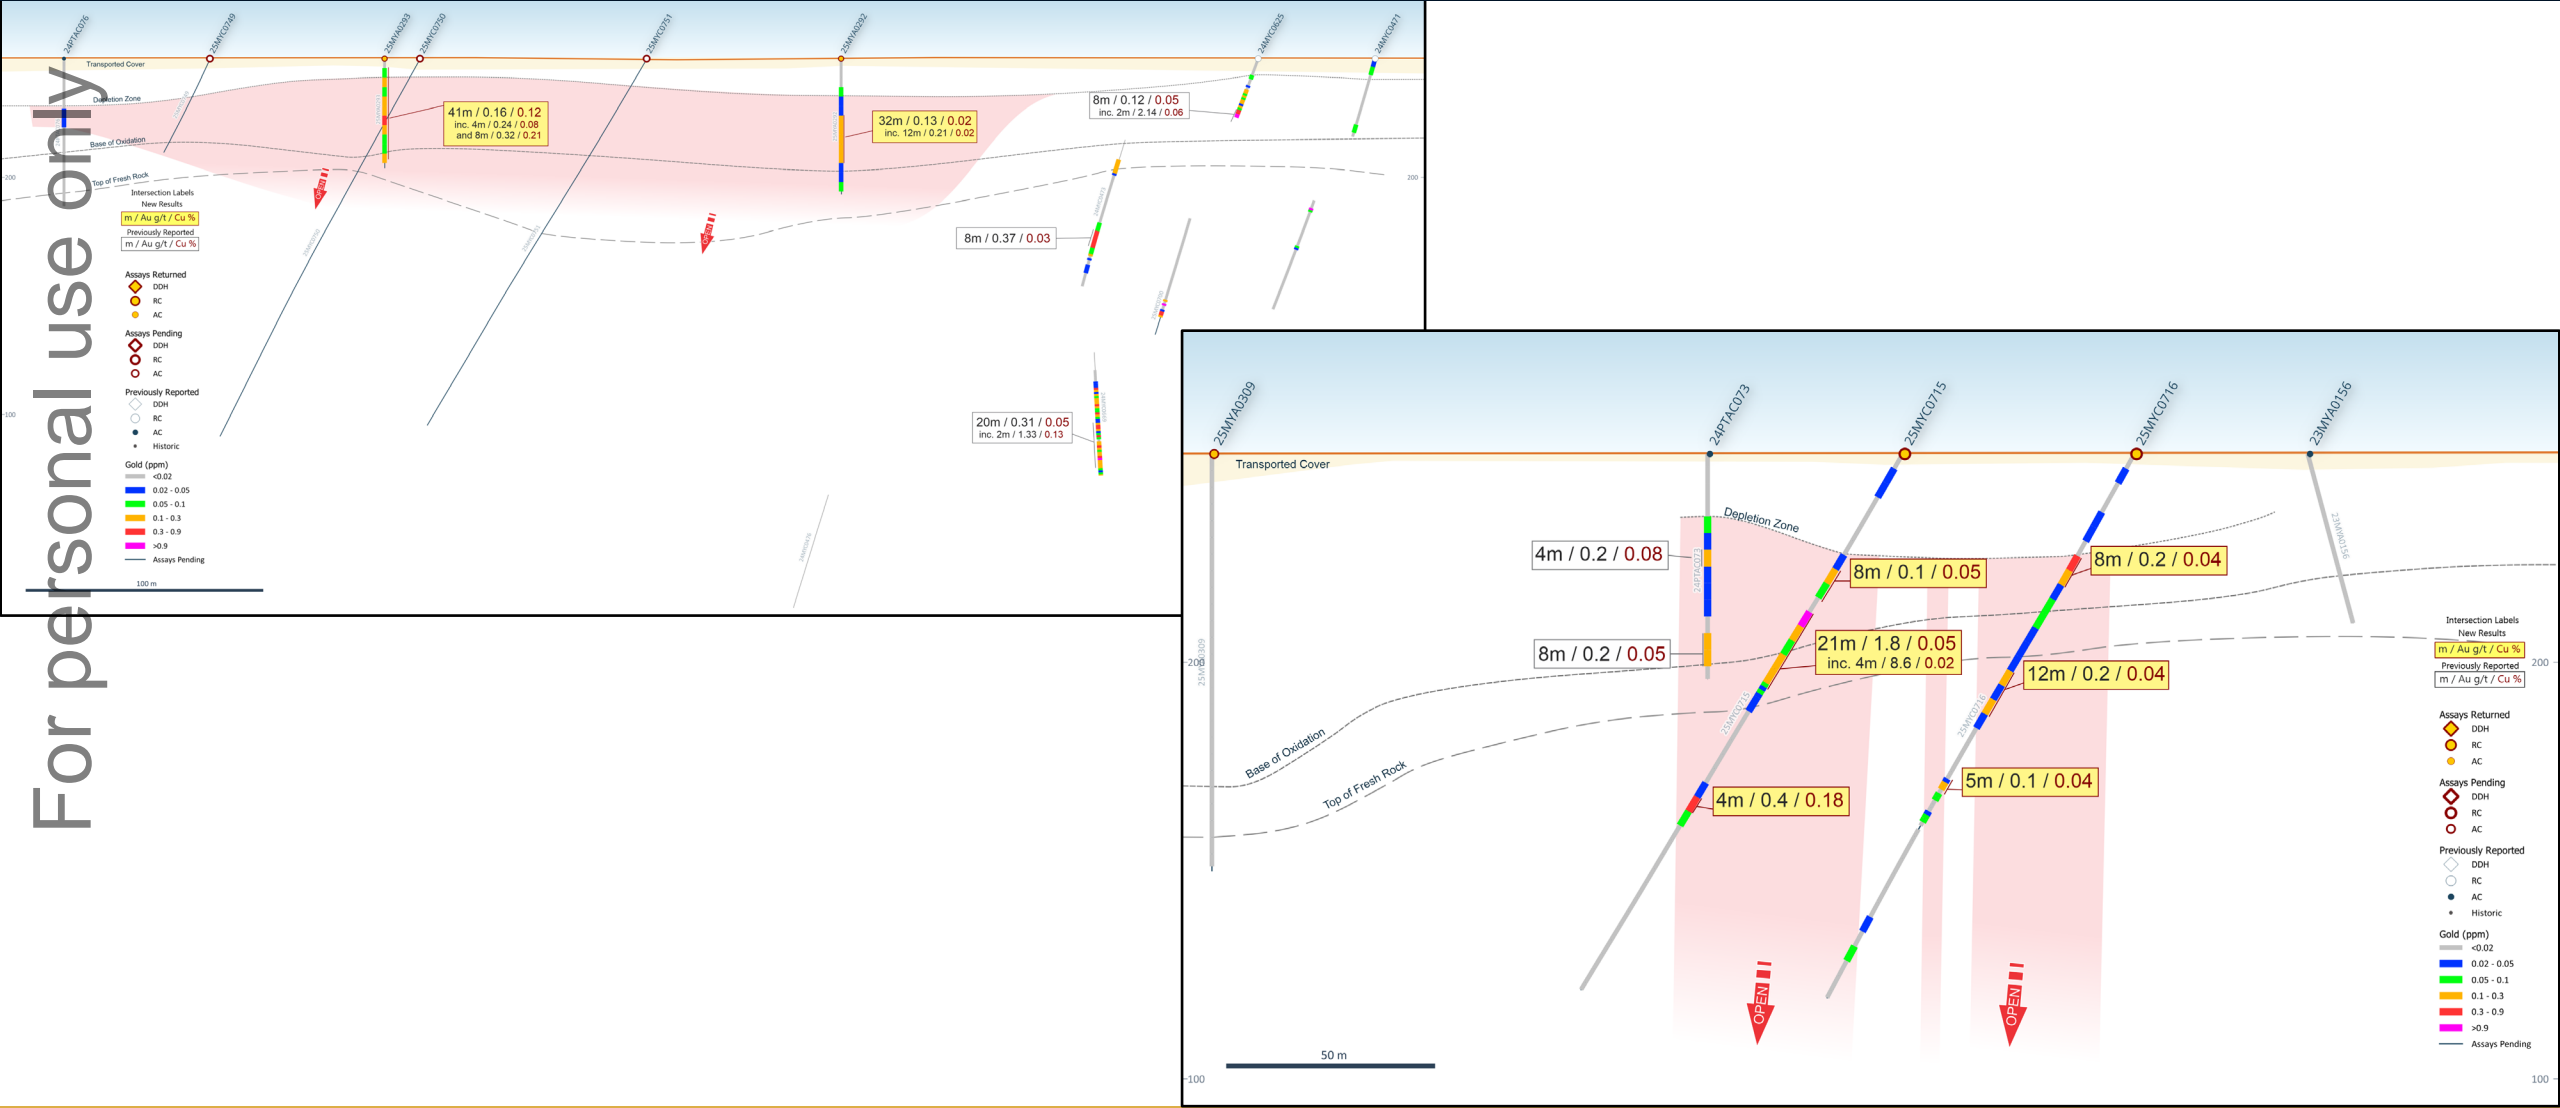 For personal use only
24PTAC076
25MYC0749
25MYA0293
25MYC0750
25MYC0751
25MYA0292
24MYC0625
24MYC0471
Transported Cover
Depletion Zone
Base of Oxidation
Top of Fresh Rock
200
200
100
41m / 0.16 / 0.12
inc. 4m / 0.24 / 0.08
and 8m / 0.32 / 0.21
32m / 0.13 / 0.02
inc. 12m / 0.21 / 0.02
8m / 0.12 / 0.05
inc. 2m / 2.14 / 0.06
8m / 0.37 / 0.03
20m / 0.31 / 0.05
inc. 2m / 1.33 / 0.13
OPEN
OPEN
25MYC0750
Intersection Labels
New Results
m / Au g/t / Cu %
Previously Reported
m / Au g/t / Cu %
Assays Returned
DDH
RC
AC
Assays Pending
DDH
RC
AC
Previously Reported
DDH
RC
AC
Historic
Gold (ppm)
<0.02
0.02 - 0.05
0.05 - 0.1
0.1 - 0.3
0.3 - 0.9
>0.9
Assays Pending
100 m
25MYA0309
24PTAC073
25MYC0715
25MYC0716
23MYA0156
Transported Cover
Depletion Zone
Base of Oxidation
Top of Fresh Rock
25MYA0309
24PTAC073
25MYC0715
25MYC0716
23MYA0156
4m / 0.2 / 0.08
8m / 0.2 / 0.05
8m / 0.1 / 0.05
21m / 1.8 / 0.05
inc. 4m / 8.6 / 0.02
4m / 0.4 / 0.18
8m / 0.2 / 0.04
12m / 0.2 / 0.04
5m / 0.1 / 0.04
OPEN
OPEN
200
200
100
100
50 m
Intersection Labels
New Results
m / Au g/t / Cu %
Previously Reported
m / Au g/t / Cu %
Assays Returned
DDH
RC
AC
Assays Pending
DDH
RC
AC
Previously Reported
DDH
RC
AC
Historic
Gold (ppm)
<0.02
0.02 - 0.05
0.05 - 0.1
0.1 - 0.3
0.3 - 0.9
>0.9
Assays Pending